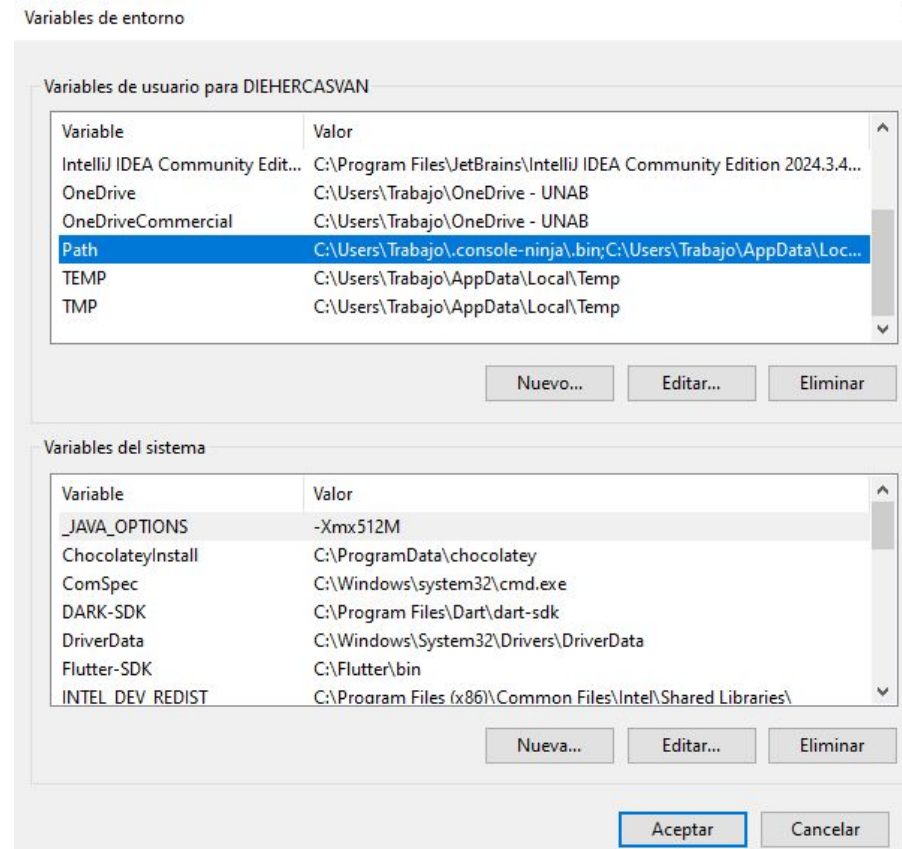 Variables de entorno
Variables de usuario para DIEHERCASVAN
Variable Valor
IntelliJ IDEA Community Edit... C:\Program Files\JetBrains\IntelliJ IDEA Community Edition 2024.3.4...
OneDrive C:\Users\Trabajo\OneDrive - UNAB
OneDriveCommercial C:\Users\Trabajo\OneDrive - UNAB
Path C:\Users\Trabajo\.console-ninja\.bin;C:\Users\Trabajo\AppData\Loc...
TEMP C:\Users\Trabajo\AppData\Local\Temp
TMP C:\Users\Trabajo\AppData\Local\Temp
Nuevo... Editar... Eliminar
Variables del sistema
Variable Valor
_JAVA_OPTIONS -Xmx512M
ChocolateyInstall C:\ProgramData\chocolatey
ComSpec C:\Windows\system32\cmd.exe
DARK-SDK C:\Program Files\Dart\dart-sdk
DriverData C:\Windows\System32\Drivers\DriverData
Flutter-SDK C:\Flutter\bin
INTEL_DEV_REDIST C:\Program Files (x86)\Common Files\Intel\Shared Libraries\
Nueva... Editar... Eliminar
Aceptar Cancelar